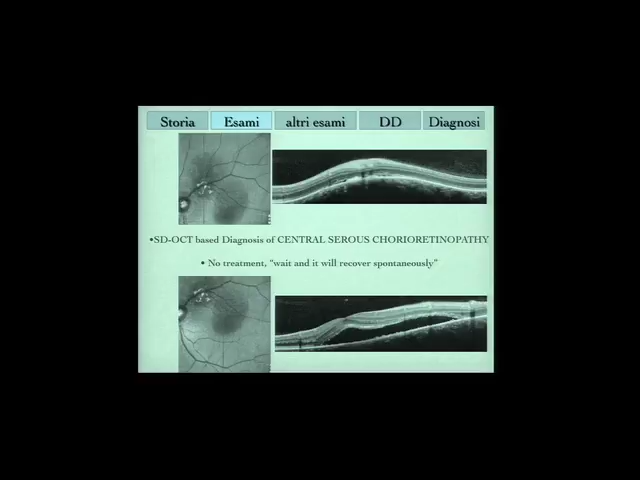 Storia Esami altri esami DD Diagnosi
•SD-OCT based Diagnosis of CENTRAL SEROUS CHORIORETINOPATHY
• No treatment, "wait and it will recover spontaneously"